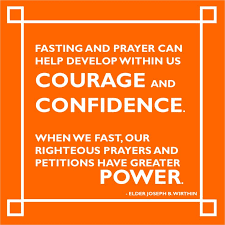 FASTING AND PRAYER CAN
HELP DEVELOP WITHIN US
COURAGE AND
CONFIDENCE.
WHEN WE FAST, OUR
RIGHTEOUS PRAYERS AND
PETITIONS HAVE GREATER
POWER.
- ELDER JOSEPH B. WIRTHIN